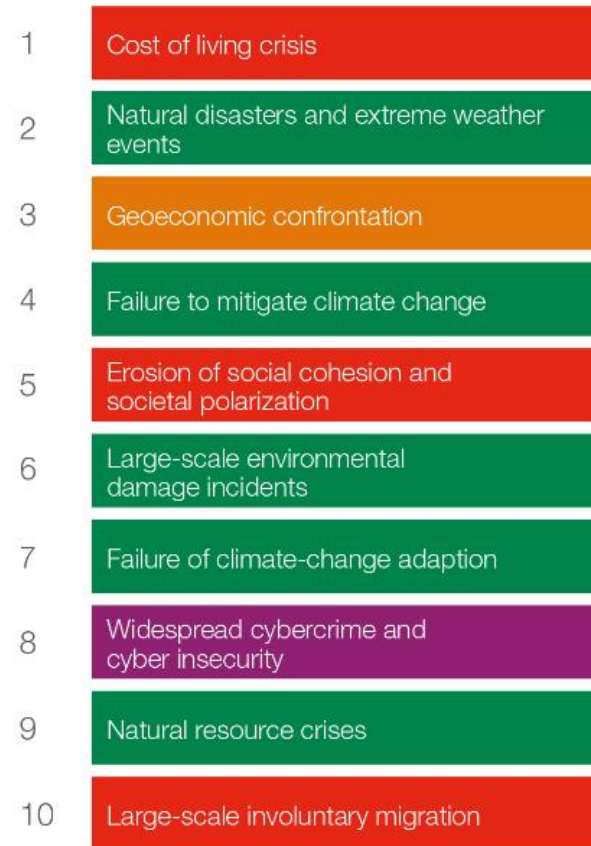 1 Cost of living crisis
2 Natural disasters and extreme weather
events
3 Geoeconomic confrontation
4 Failure to mitigate climate change
5 Erosion of social cohesion and
societal polarization
6 Large-scale environmental
damage incidents
7 Failure of climate-change adaption
8 Widespread cybercrime and
cyber insecurity
9 Natural resource crises
10 Large-scale involuntary migration